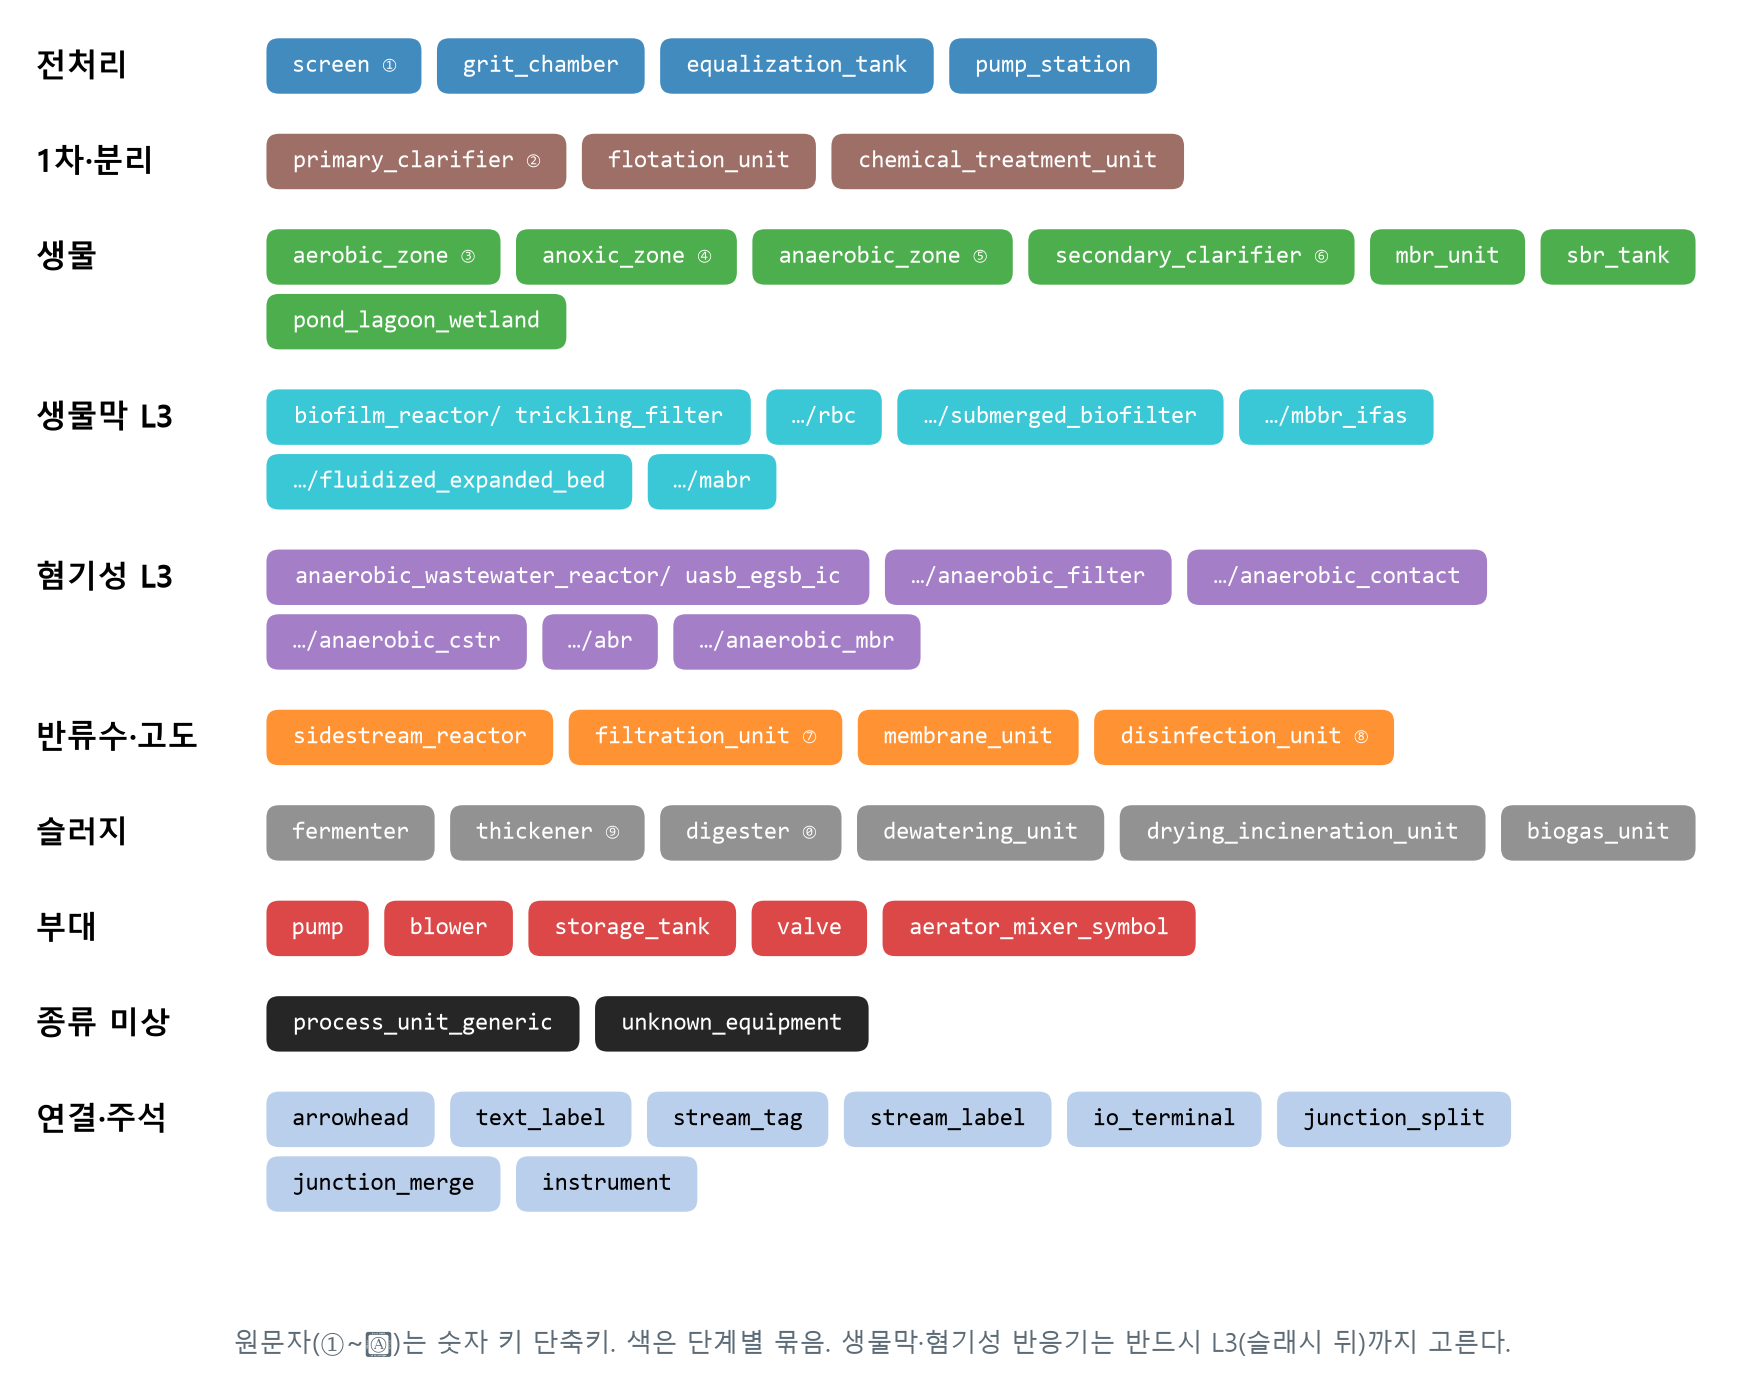 전처리 screen ① grit_chamber equalization_tank pump_station
1차·분리 primary_clarifier ② flotation_unit chemical_treatment_unit
생물 aerobic_zone ③ anoxic_zone ④ anaerobic_zone ⑤ secondary_clarifier ⑥ mbr_unit sbr_tank
pond_lagoon_wetland
생물막 L3 biofilm_reactor/ trickling_filter …/rbc …/submerged_biofilter …/mbbr_ifas
…/fluidized_expanded_bed …/mabr
혐기성 L3 anaerobic_wastewater_reactor/ uasb_egsb_ic …/anaerobic_filter …/anaerobic_contact
…/anaerobic_cstr …/abr …/anaerobic_mbr
반류수·고도 sidestream_reactor filtration_unit ⑦ membrane_unit disinfection_unit ⑧
슬러지 fermenter thickener ⑨ digester ⓪ dewatering_unit drying_incineration_unit biogas_unit
부대 pump blower storage_tank valve aerator_mixer_symbol
종류 미상 process_unit_generic unknown_equipment
연결·주석 arrowhead text_label stream_tag stream_label io_terminal junction_split
junction_merge instrument
원문자(①~Ⓐ)는 숫자 키 단축키. 색은 단계별 묶음. 생물막·혐기성 반응기는 반드시 L3(슬래시 뒤)까지 고른다.